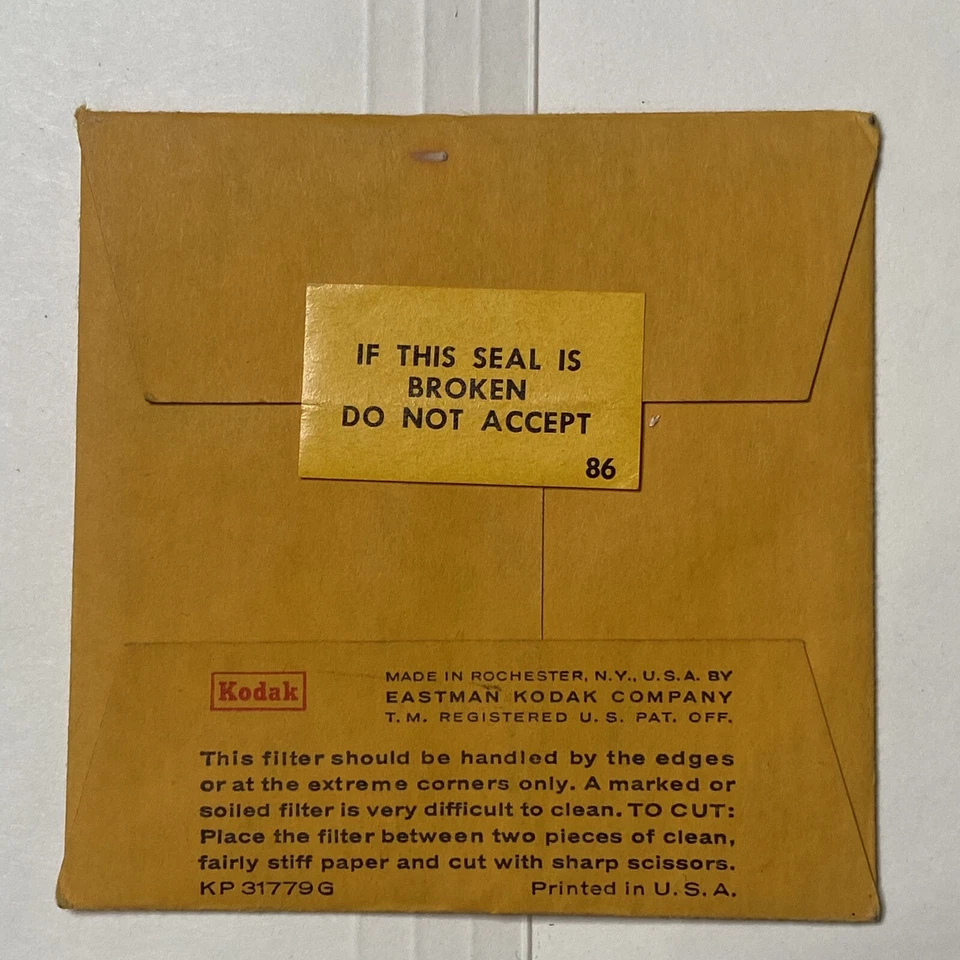 IF THIS SEAL IS
BROKEN
DO NOT ACCEPT
86
Kodak
MADE IN ROCHESTER, N.Y., U.S.A. BY
EASTMAN KODAK COMPANY
T.M. REGISTERED U.S. PAT. OFF.
This filter should be handled by the edges
or at the extreme corners only. A marked or
soiled filter is very difficult to clean. TO CUT:
Place the filter between two pieces of clean,
fairly stiff paper and cut with sharp scissors.
KP 31779G Printed in U.S.A.